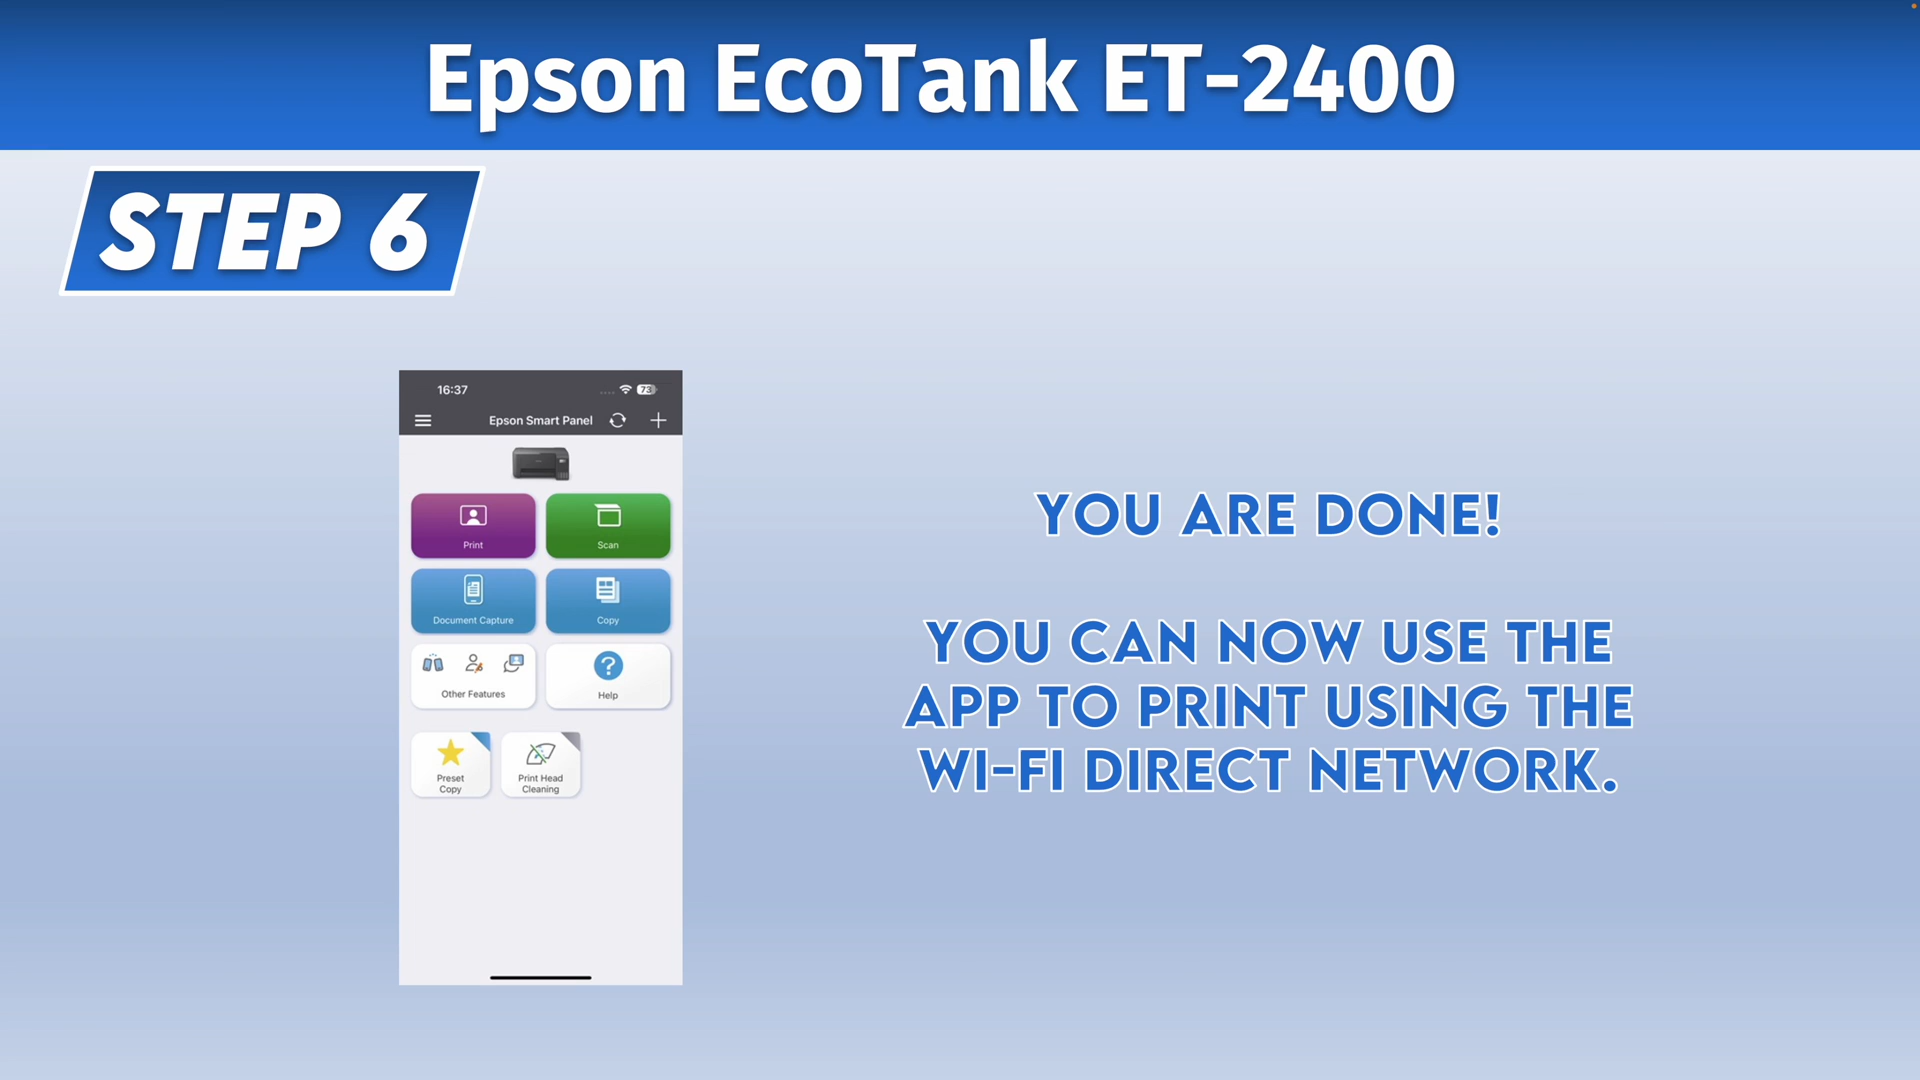 Epson EcoTank ET-2400
STEP 6
16:37
73
Epson Smart Panel
Print
Scan
Document Capture
Copy
Other Features
Help
Preset
Copy
Print Head
Cleaning
YOU ARE DONE!
YOU CAN NOW USE THE
APP TO PRINT USING THE
WI-FI DIRECT NETWORK.